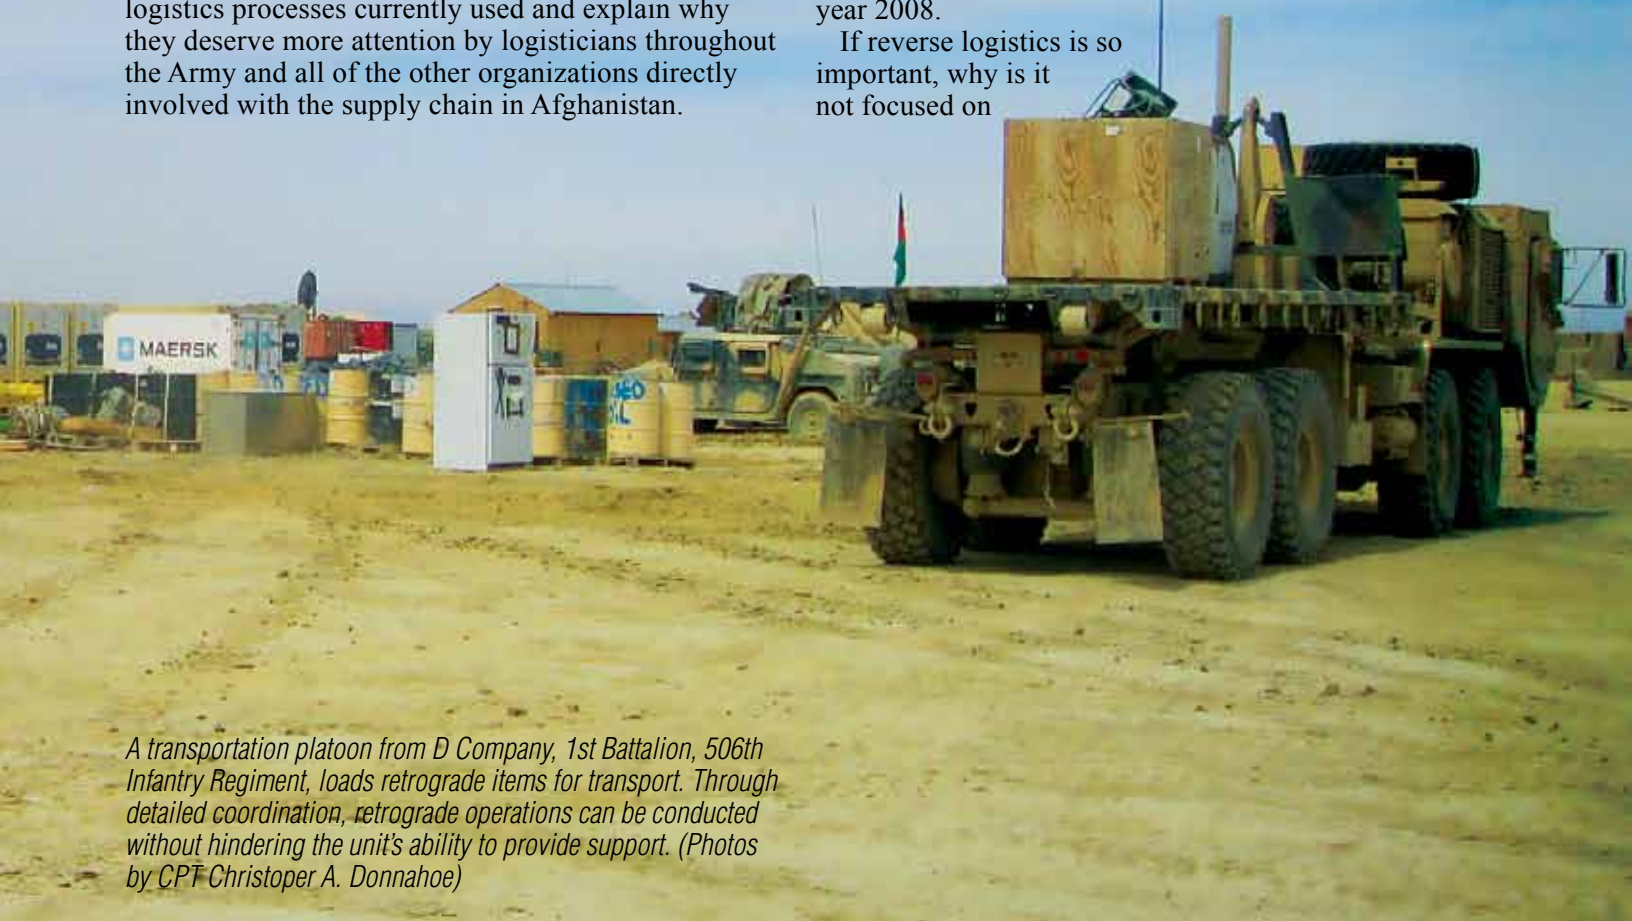 logistics processes currently used and explain why
they deserve more attention by logisticians throughout
the Army and all of the other organizations directly
involved with the supply chain in Afghanistan.
year 2008.
If reverse logistics is so
important, why is it
not focused on
MAERSK
OIL
A transportation platoon from D Company, 1st Battalion, 506th
Infantry Regiment, loads retrograde items for transport. Through
detailed coordination, retrograde operations can be conducted
without hindering the unit's ability to provide support. (Photos
by CPT Christoper A. Donnahoe)